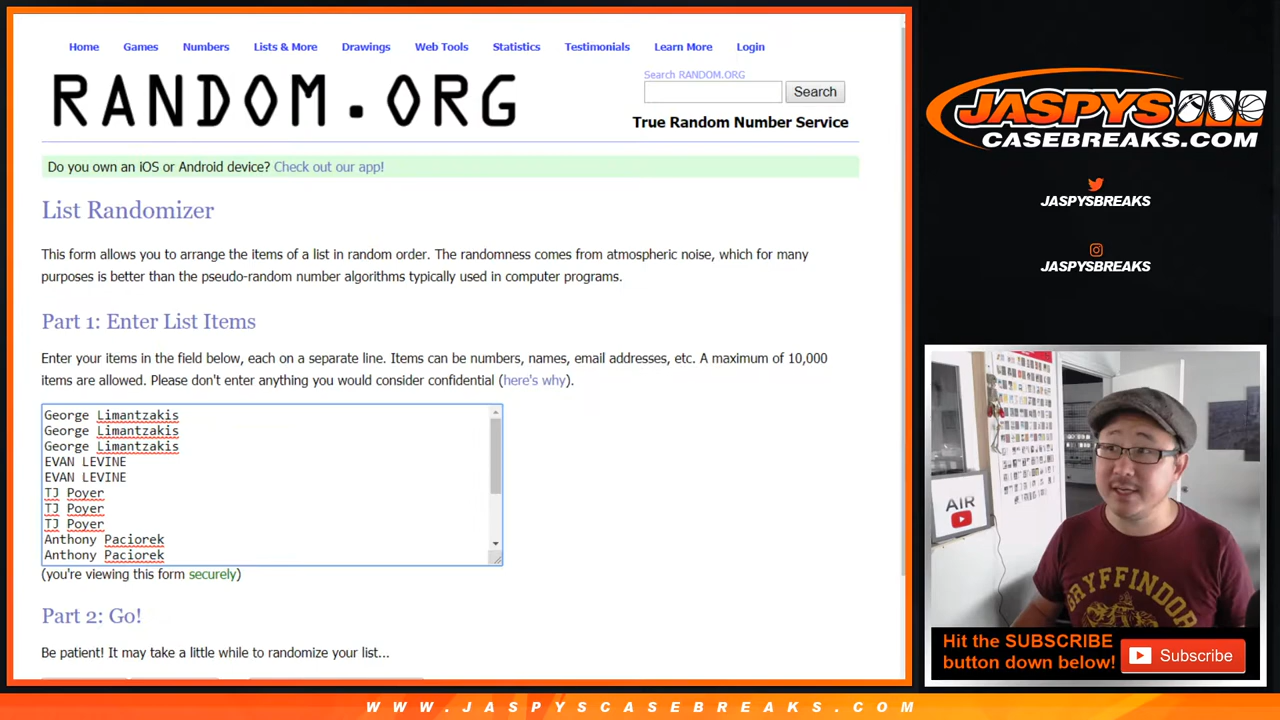 Home Games Numbers Lists & More Drawings Web Tools Statistics Testimonials Learn More Login
RANDOM.ORG
Search RANDOM.ORG
Search
True Random Number Service
Do you own an iOS or Android device? Check out our app!
List Randomizer
This form allows you to arrange the items of a list in random order. The randomness comes from atmospheric noise, which for many
purposes is better than the pseudo-random number algorithms typically used in computer programs.
Part 1: Enter List Items
Enter your items in the field below, each on a separate line. Items can be numbers, names, email addresses, etc. A maximum of 10,000
items are allowed. Please don't enter anything you would consider confidential (here's why).
George Limantzakis
George Limantzakis
George Limantzakis
EVAN LEVINE
EVAN LEVINE
TJ Poyer
TJ Poyer
TJ Poyer
Anthony Paciorek
Anthony Paciorek
(you're viewing this form securely)
Part 2: Go!
Be patient! It may take a little while to randomize your list...
JASPYS
CASEBREAKS.COM
JASPYSBREAKS
JASPYSBREAKS
AIR
GRYFFINDOR
Hit the SUBSCRIBE
button down below!
Subscribe
WWW.JASPYSCASEBREAKS.COM